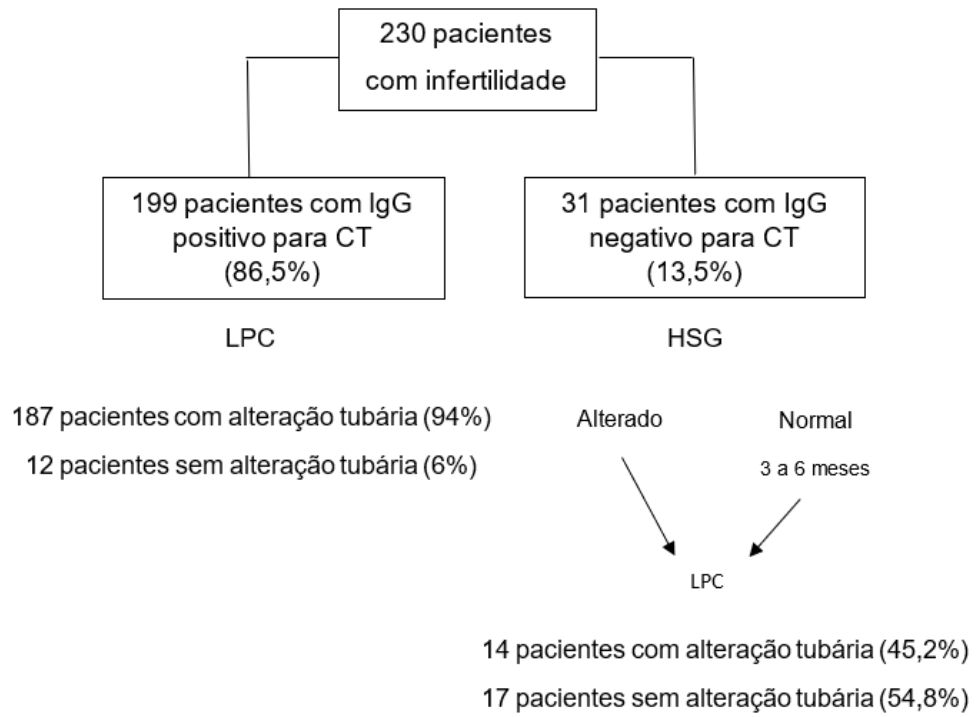 230 pacientes
com infertilidade
199 pacientes com IgG
positivo para CT
(86,5%)
31 pacientes com IgG
negativo para CT
(13,5%)
LPC
HSG
187 pacientes com alteração tubária (94%)
12 pacientes sem alteração tubária (6%)
Alterado
Normal
3 a 6 meses
LPC
14 pacientes com alteração tubária (45,2%)
17 pacientes sem alteração tubária (54,8%)